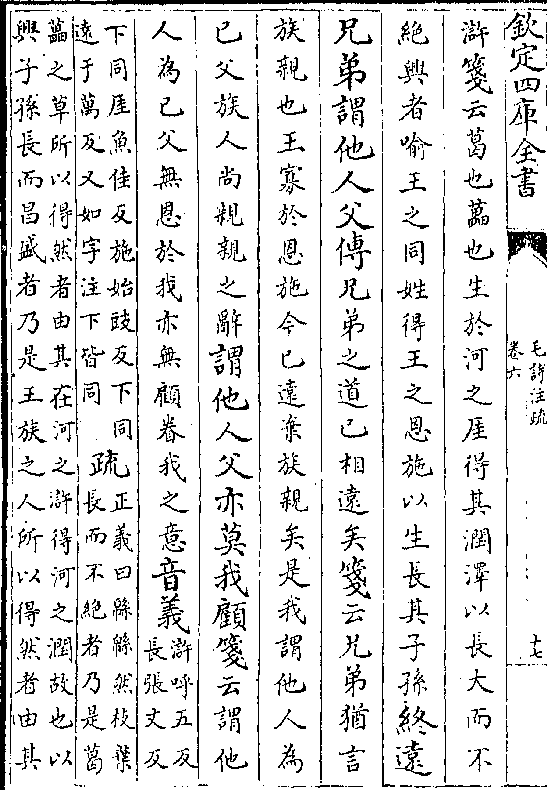 欽定四庫全書
毛詩注疏
卷六
十七
滸箋云葛也藟也生於河之厓得其潤澤以長大而不
絶興者喻王之同姓得王之恩施以生長其子孫終遠
兄弟謂他人父傳兄弟之道已相遠矣箋云兄弟猶言
族親也王寡於恩施今已遠棄族親矣是我謂他人為
已父族人尚親親之辭謂他人父亦莫我顧箋云謂他
人為已父無恩於我亦無顧眷我之意音義滸呼五反
長張丈反
下同厓魚佳反施始豉反下同
遠于萬反又如字注下皆同疏正義曰緜緜然枝葉
長而不絶者乃是葛
藟之草所以得然者由其在河之滸得河之潤故也以
興子孫長而昌盛者乃是王族之人所以得然者由其